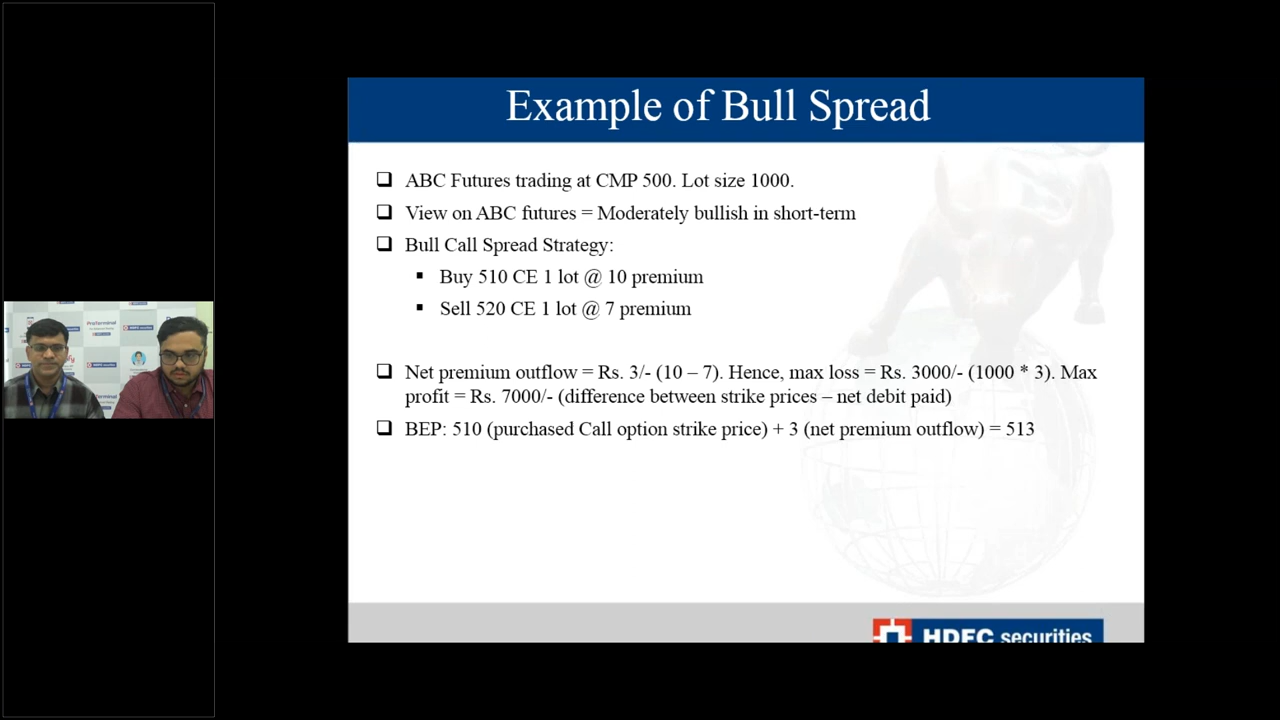 Example of Bull Spread
❑ ABC Futures trading at CMP 500. Lot size 1000.
❑ View on ABC futures = Moderately bullish in short-term
❑ Bull Call Spread Strategy:
▪ Buy 510 CE 1 lot @ 10 premium
▪ Sell 520 CE 1 lot @ 7 premium
❑ Net premium outflow = Rs. 3/- (10 – 7). Hence, max loss = Rs. 3000/- (1000 * 3). Max
profit = Rs. 7000/- (difference between strike prices – net debit paid)
❑ BEP: 510 (purchased Call option strike price) + 3 (net premium outflow) = 513
HDFC securities
ProTerminal